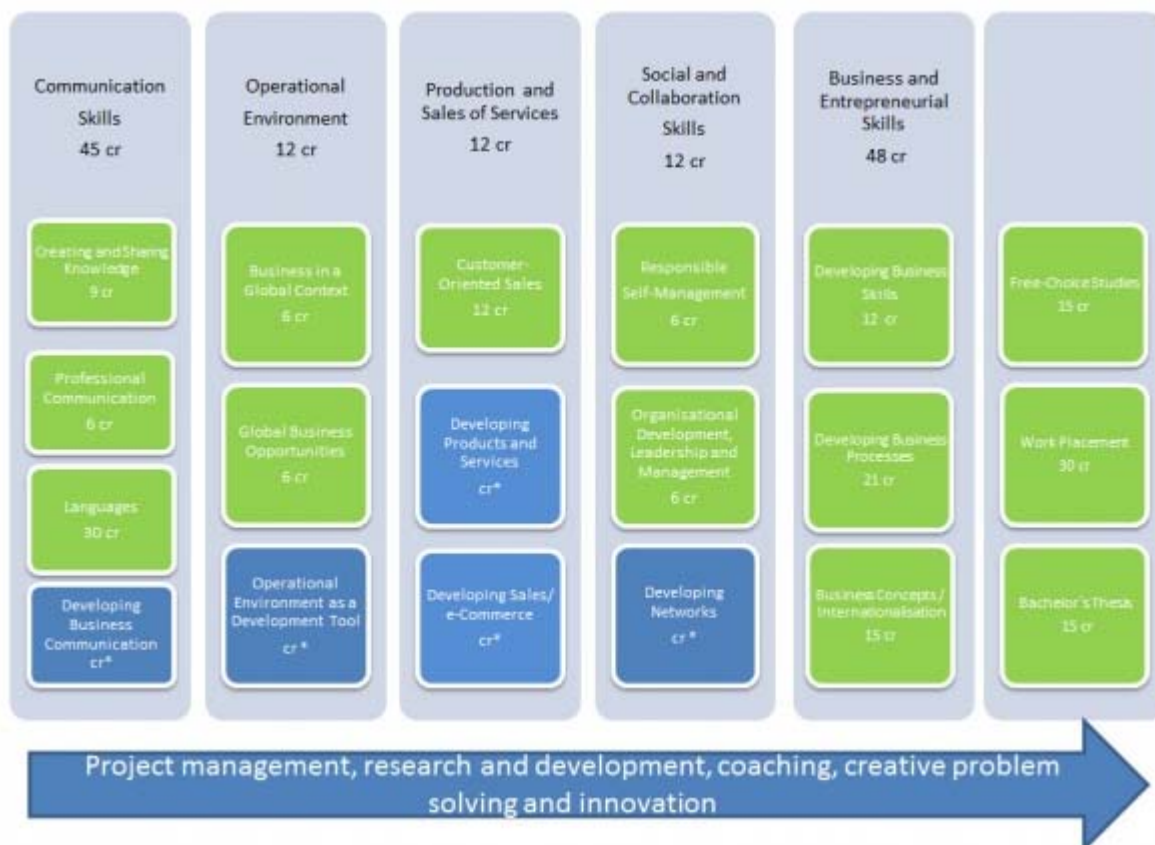 Communication
Skills
45 cr
Creating and Sharing
Knowledge
9 cr
Professional
Communication
6 cr
Languages
30 cr
Developing
Business
Communication
cr*
Operational
Environment
12 cr
Business in a
Global Context
6 cr
Global Business
Opportunities
6 cr
Operational
Environment as a
Development Tool
cr *
Production and
Sales of Services
12 cr
Customer-
Oriented Sales
12 cr
Developing
Products and
Services
cr*
Developing Sales/
e-Commerce
cr*
Social and
Collaboration
Skills
12 cr
Responsible
Self-Management
6 cr
Organisational
Development,
Leadership and
Management
6 cr
Developing
Networks
cr *
Business and
Entrepreneurial
Skills
48 cr
Developing Business
Skills
12 cr
Developing Business
Processes
21 cr
Business Concepts /
Internationalisation
15 cr
Free-Choice Studies
15 cr
Work Placement
30 cr
Bachelor's Thesis
15 cr
Project management, research and development, coaching, creative problem
solving and innovation